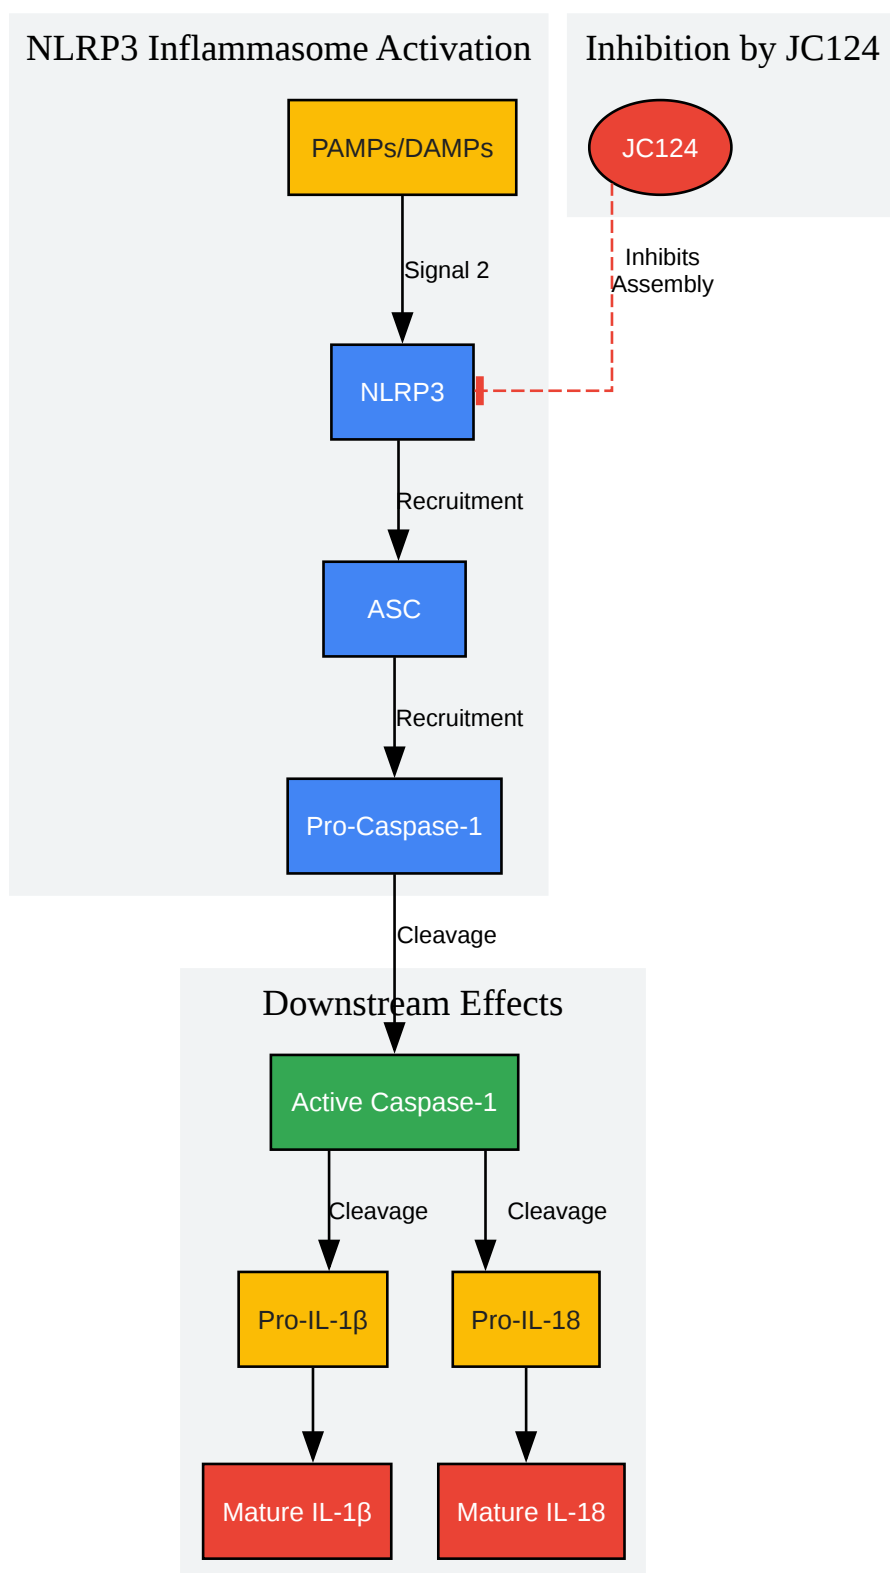 NLRP3 Inflammasome Activation
Inhibition by JC124
PAMPs/DAMPs
JC124
Signal 2
Inhibits
Assembly
NLRP3
Recruitment
ASC
Recruitment
Pro-Caspase-1
Cleavage
Downstream Effects
Active Caspase-1
Cleavage
Cleavage
Pro-IL-1β
Pro-IL-18
Mature IL-1β
Mature IL-18